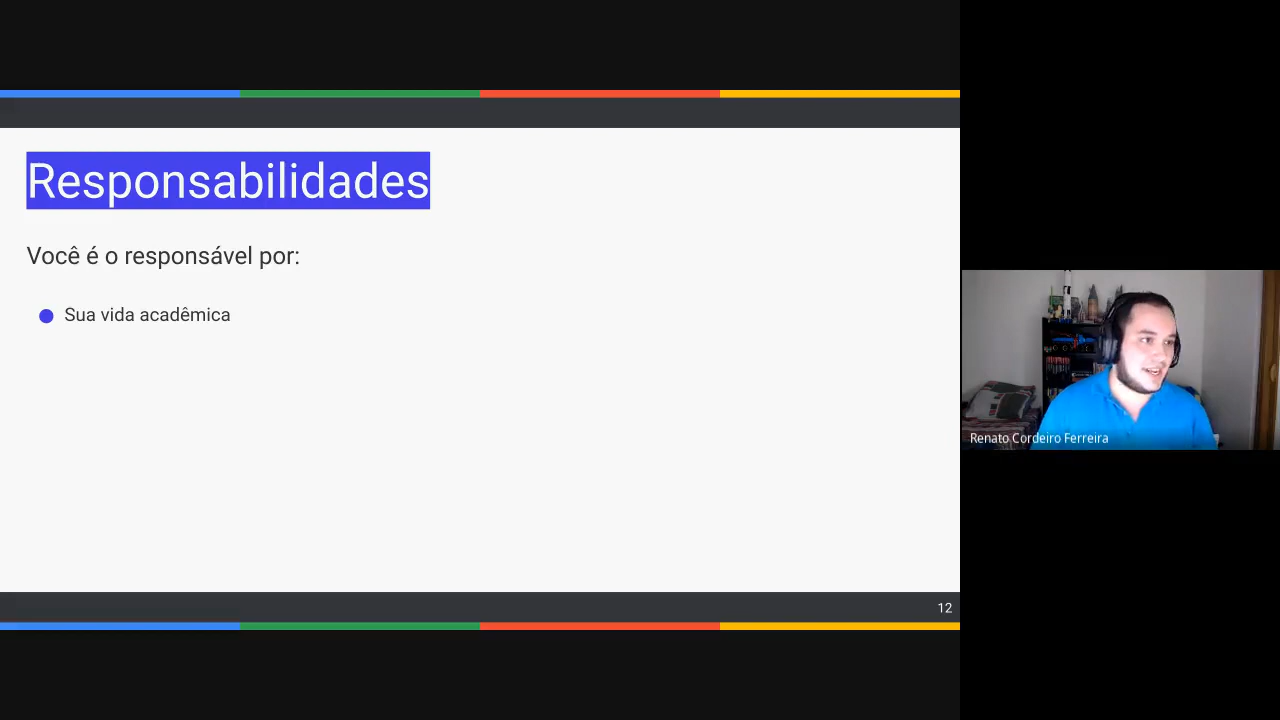 Responsabilidades
Você é o responsável por:
Sua vida acadêmica
Renato Cordeiro Ferreira
12